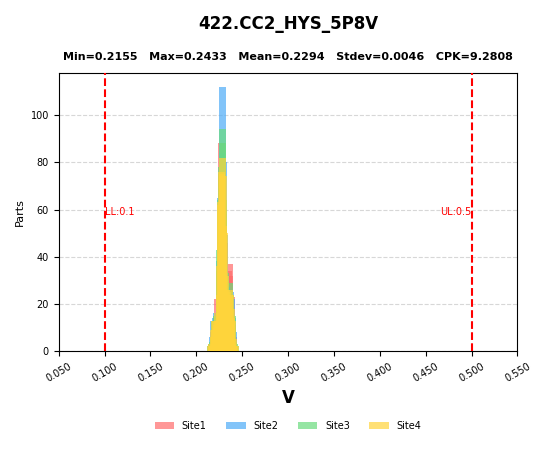 422.CC2_HYS_5P8V
Min=0.2155 Max=0.2433 Mean=0.2294 Stdev=0.0046 CPK=9.2808
Parts
100
80
60
40
20
0
LL:0.1
UL:0.5
0.050 0.100 0.150 0.200 0.250 0.300 0.350 0.400 0.450 0.500 0.550
V
Site1 Site2 Site3 Site4